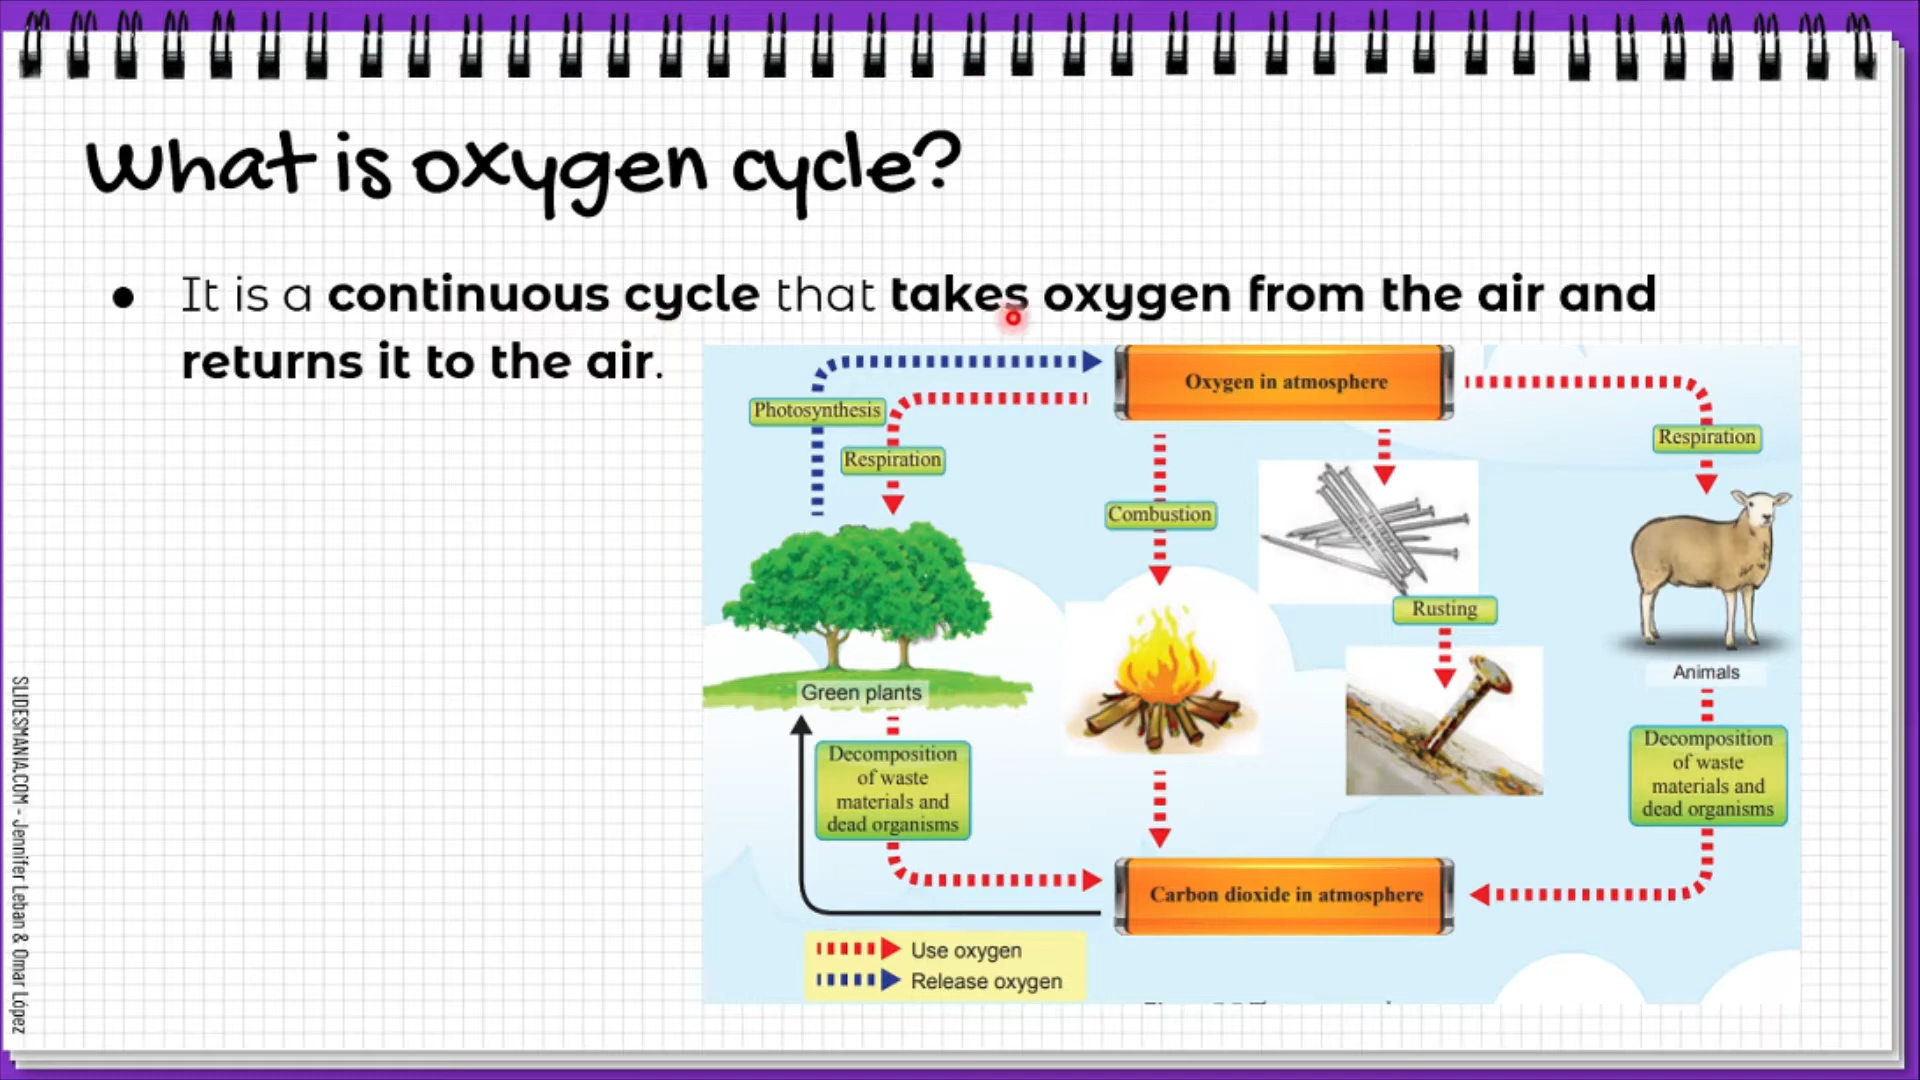 What is oxygen cycle?
● It is a continuous cycle that takes oxygen from the air and
returns it to the air.
Oxygen in atmosphere
Photosynthesis
Respiration
Respiration
Combustion
Rusting
Green plants
Animals
Decomposition
of waste
materials and
dead organisms
Decomposition
of waste
materials and
dead organisms
Carbon dioxide in atmosphere
Use oxygen
Release oxygen
SLIDESMANIA.COM - Jennifer Leban & Omar López